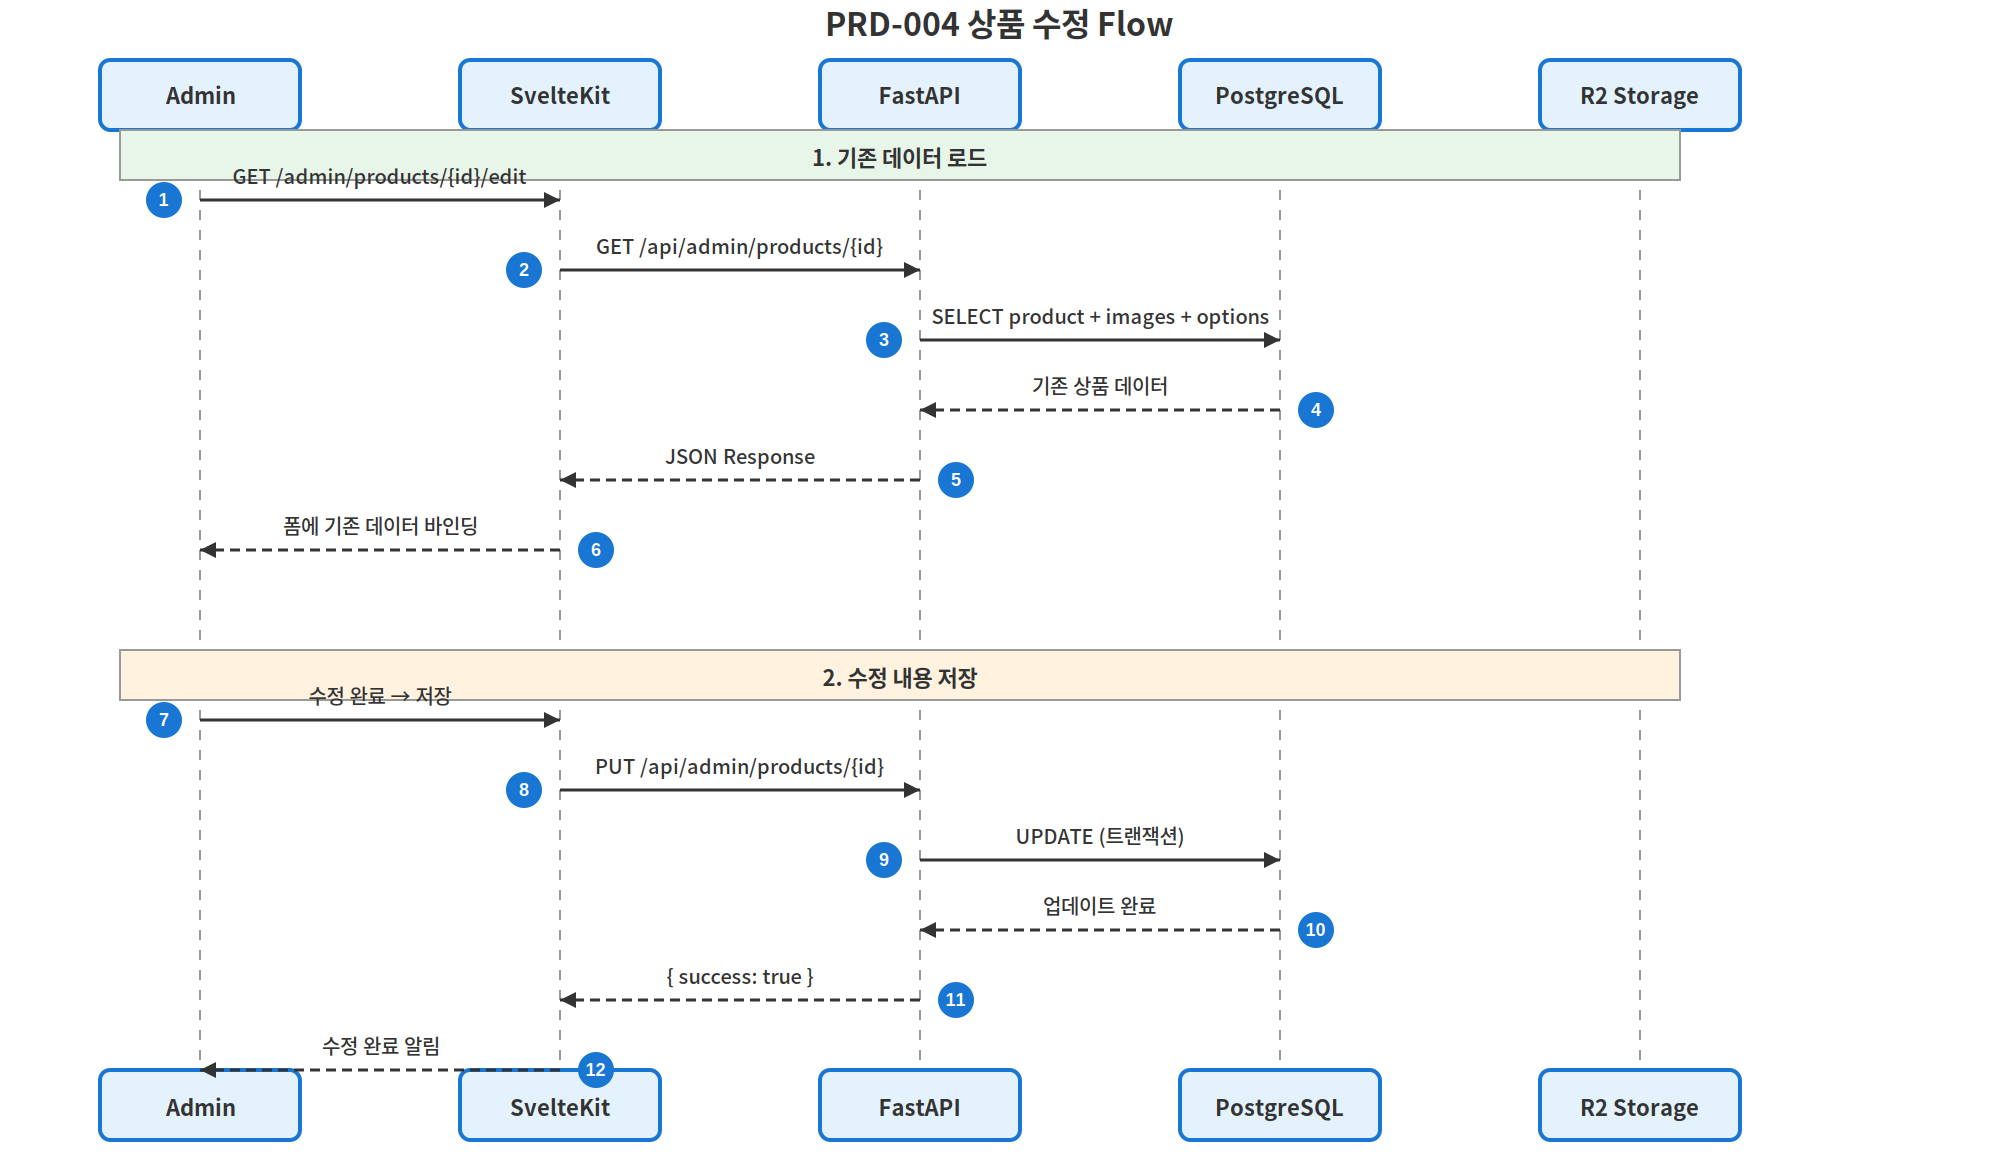 PRD-004 상품 수정 Flow
Admin
SvelteKit
FastAPI
PostgreSQL
R2 Storage
1. 기존 데이터 로드
GET /admin/products/{id}/edit
1
GET /api/admin/products/{id}
2
SELECT product + images + options
3
기존 상품 데이터
4
JSON Response
5
폼에 기존 데이터 바인딩
6
2. 수정 내용 저장
수정 완료 → 저장
7
PUT /api/admin/products/{id}
8
UPDATE (트랜잭션)
9
업데이트 완료
10
{ success: true }
11
수정 완료 알림
12
Admin
SvelteKit
FastAPI
PostgreSQL
R2 Storage